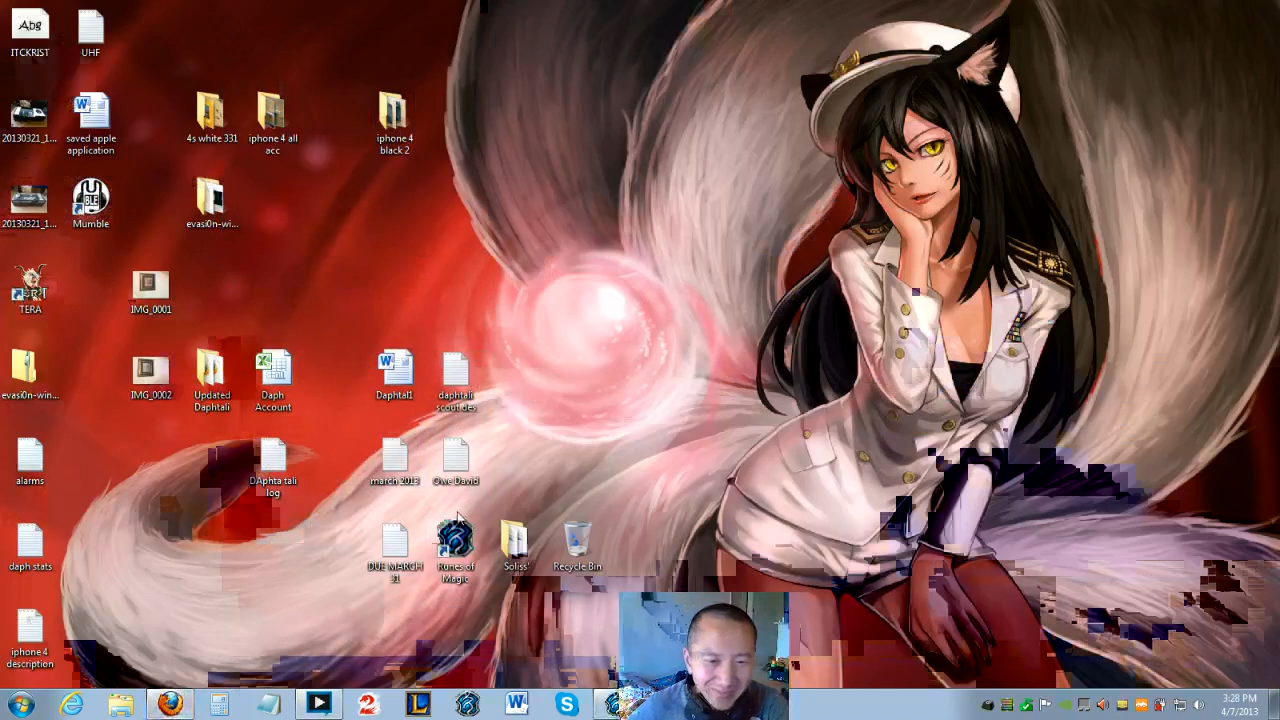 Abg
ITCKRIST
UHF
20130321_1...
saved apple
application
4s white 331
iphone 4 all
acc
iphone 4
black 2
20130321_1...
Mumble
evasi0n-wi...
TERA
IMG_0001
evasi0n-win...
IMG_0002
Updated
Daphtali
Daph
Account
Daphtal1
daphtali
scout des
alarms
DAphta tali
log
march 2013
Owe David
daph stats
DUE MARCH
31
Runes of
Magic
Soliss'
Recycle Bin
iphone 4
description
3:28 PM
4/7/2013